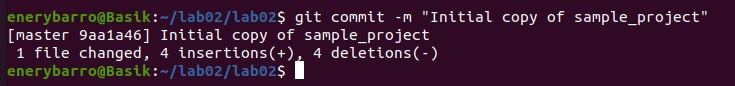 enerybarro@Basik:~/lab02/lab02$ git commit -m "Initial copy of sample_project"
[master 9aa1a46] Initial copy of sample_project
 1 file changed, 4 insertions(+), 4 deletions(-)
enerybarro@Basik:~/lab02/lab02$